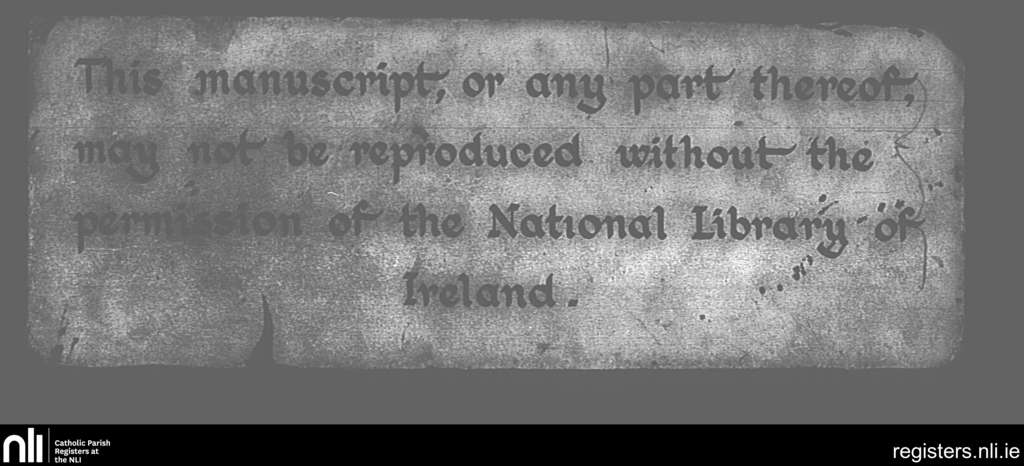 This manuscript, or any part thereof,
may not be reproduced without the
permission of the National Library of
Ireland.
nli
Catholic Parish
Registers at
the NLI
registers.nli.ie